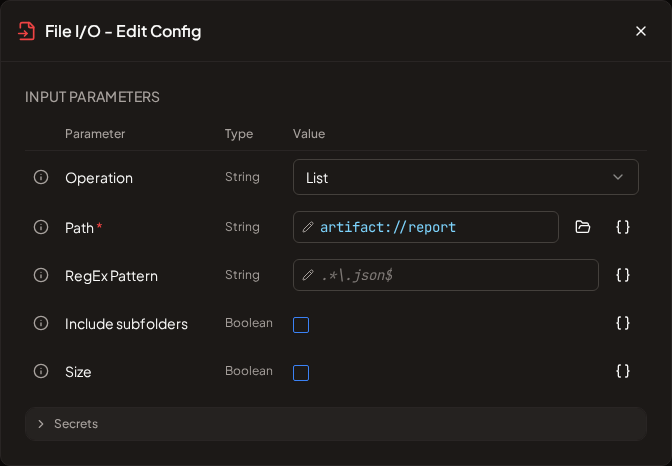 File I/O - Edit Config
INPUT PARAMETERS
Parameter Type Value
Operation String List
Path * String artifact://report { }
RegEx Pattern String .*\.json$ { }
Include subfolders Boolean { }
Size Boolean { }
Secrets